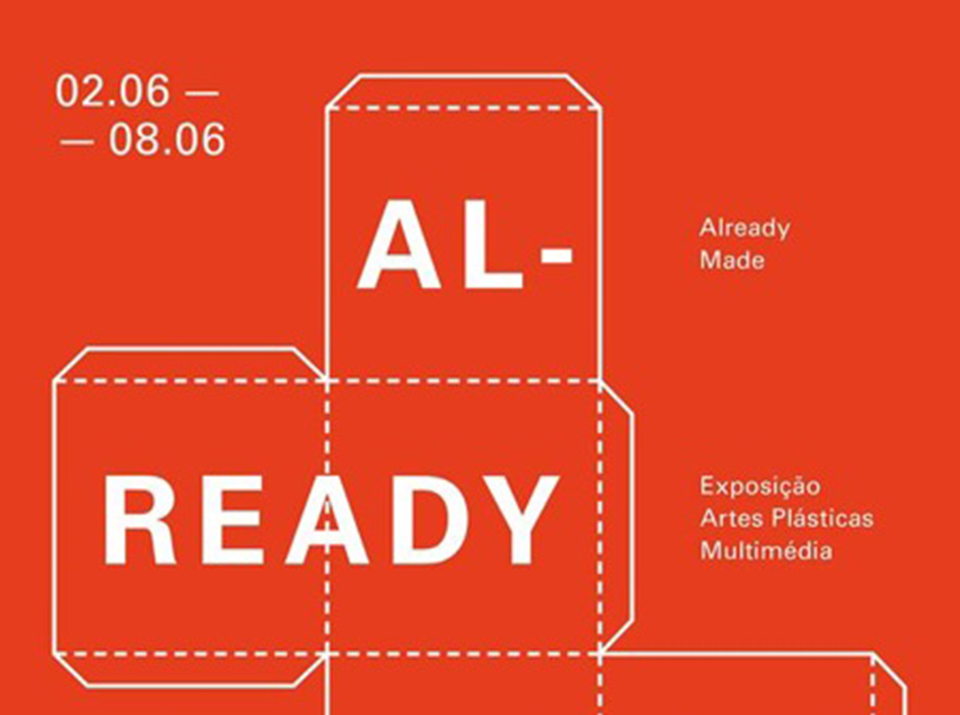 02.06 —
— 08.06
AL-
READY
Already
Made
Exposição
Artes Plásticas
Multimédia